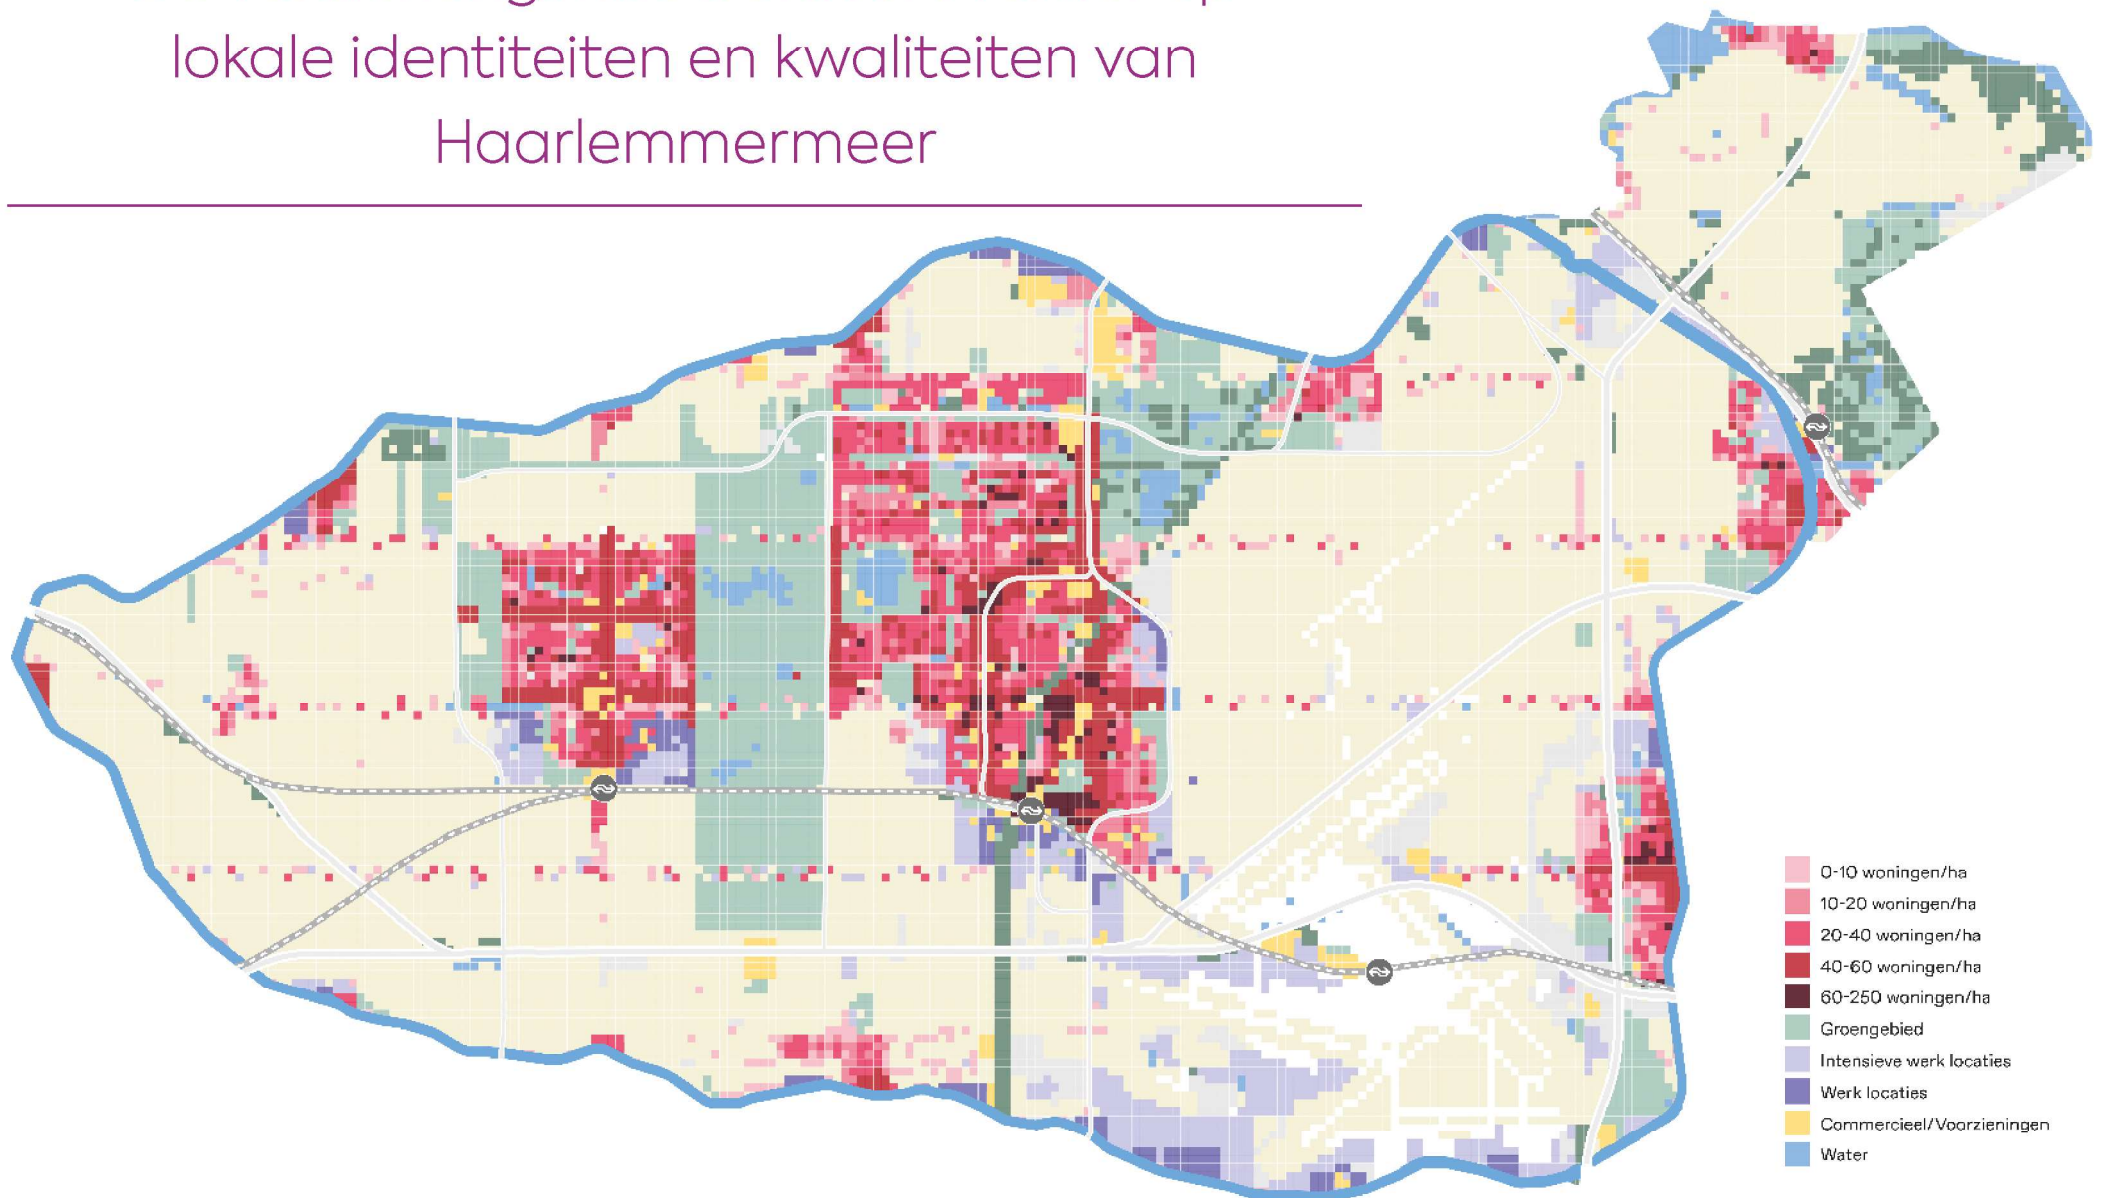 lokale identiteiten en kwaliteiten van
Haarlemmermeer
0-10 woningen/ha
10-20 woningen/ha
20-40 woningen/ha
40-60 woningen/ha
60-250 woningen/ha
Groengebied
Intensieve werk locaties
Werk locaties
Commercieel/Voorzieningen
Water